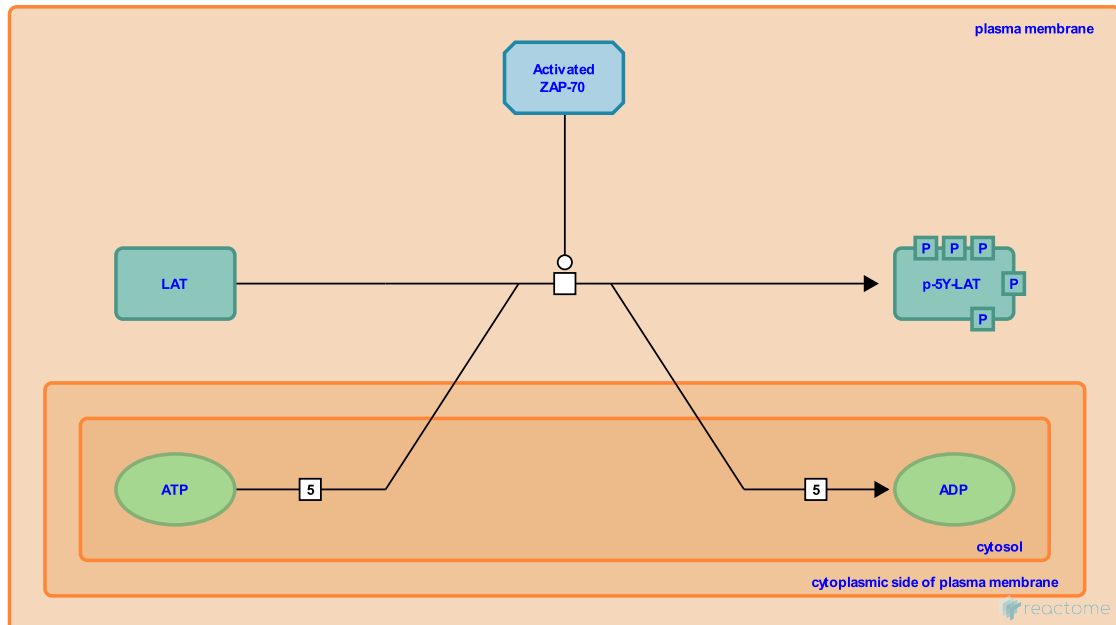 plasma membrane
Activated
ZAP-70
P P P
LAT
p-5Y-LAT
P
P
ATP
5
5
ADP
cytosol
cytoplasmic side of plasma membrane
reactome